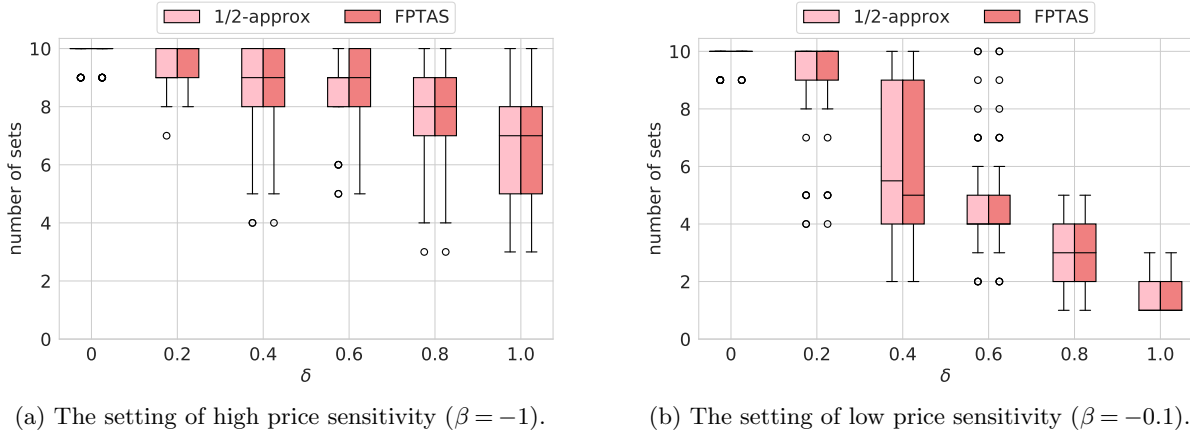 1/2-approx FPTAS
10
8
6
4
2
0
number of sets
0 0.2 0.4 0.6 0.8 1.0
δ
(a) The setting of high price sensitivity (β = −1).
1/2-approx FPTAS
10
8
6
4
2
0
number of sets
0 0.2 0.4 0.6 0.8 1.0
δ
(b) The setting of low price sensitivity (β = −0.1).